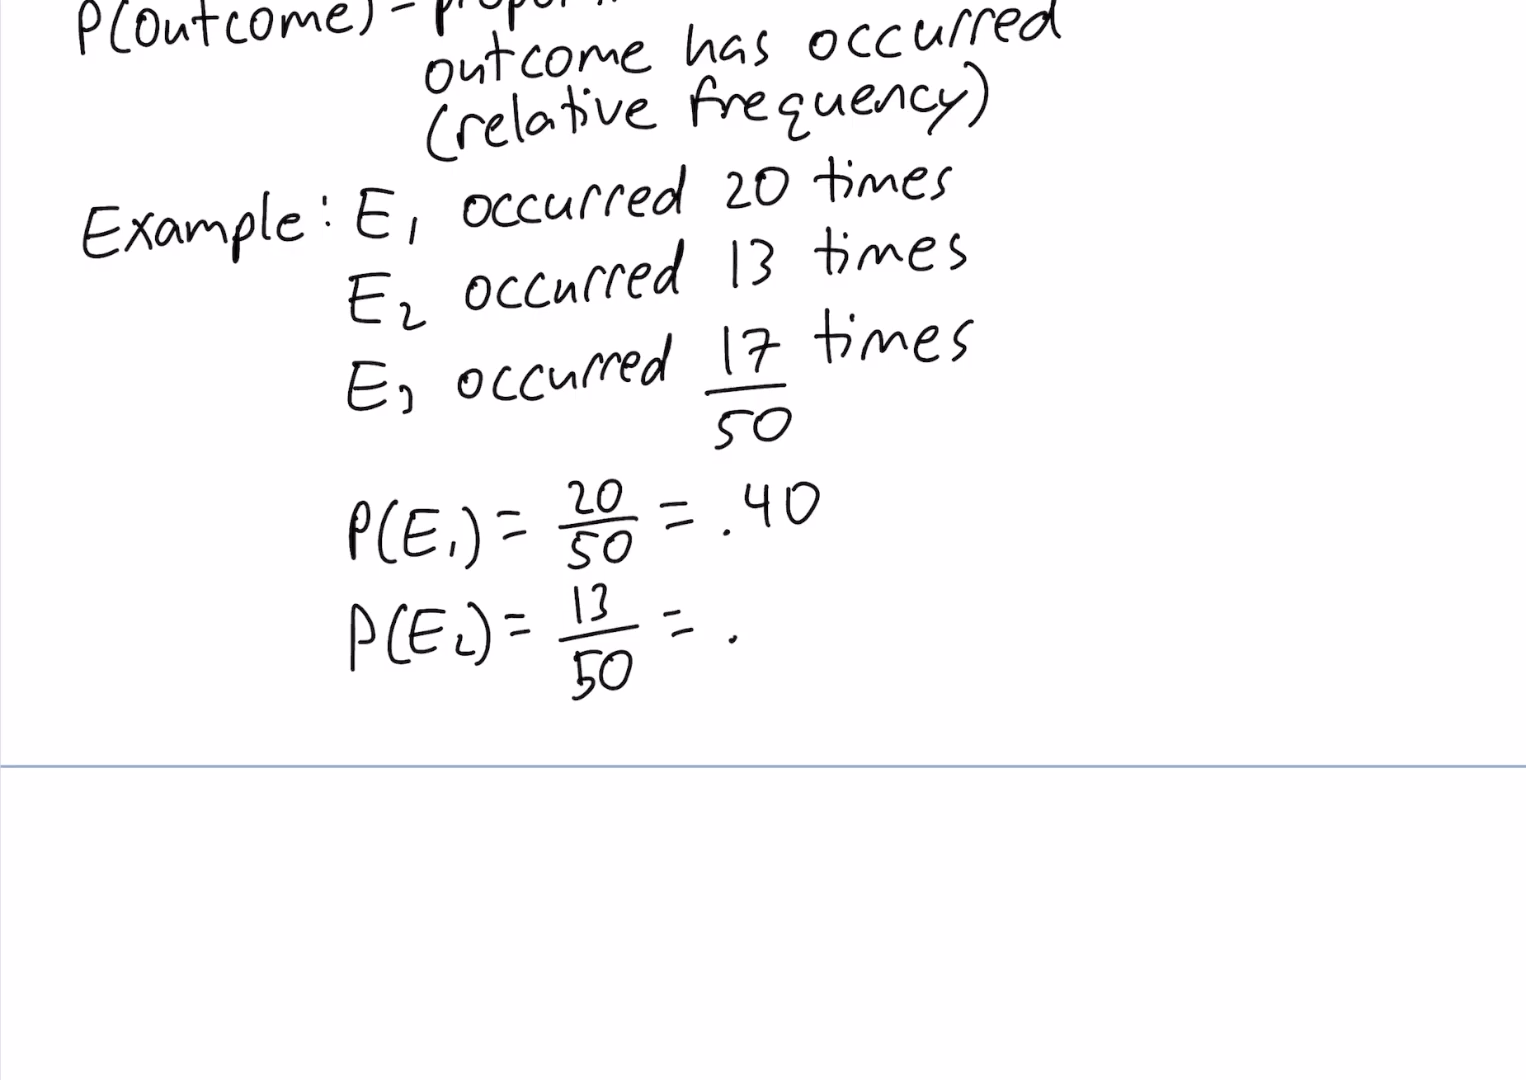 P(outcome) =
outcome has occurred
(relative frequency)
Example: E₁ occurred 20 times
E₂ occurred 13 times
E₃ occurred 17 times
50
P(E₁) = 20/50 = .40
P(E₂) = 13/50 = .